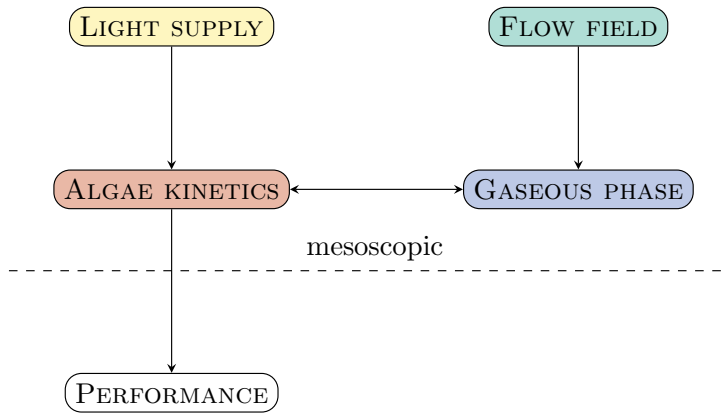 LIGHT SUPPLY
FLOW FIELD
ALGAE KINETICS
GASEOUS PHASE
mesoscopic
PERFORMANCE